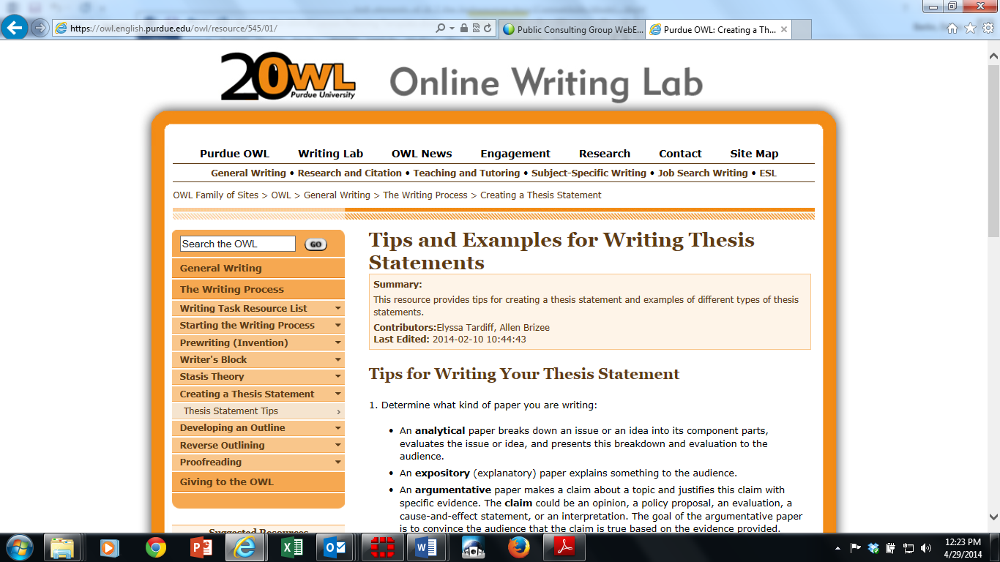 https://owl.english.purdue.edu/owl/resource/545/01/
Public Consulting Group WebE...
Purdue OWL: Creating a Th...
20 OWL
Purdue University
Online Writing Lab
Purdue OWL Writing Lab OWL News Engagement Research Contact Site Map
General Writing • Research and Citation • Teaching and Tutoring • Subject-Specific Writing • Job Search Writing • ESL
OWL Family of Sites > OWL > General Writing > The Writing Process > Creating a Thesis Statement
Search the OWL GO
General Writing
The Writing Process
Writing Task Resource List
Starting the Writing Process
Prewriting (Invention)
Writer's Block
Stasis Theory
Creating a Thesis Statement
Thesis Statement Tips
Developing an Outline
Reverse Outlining
Proofreading
Giving to the OWL
Suggested Resources
Tips and Examples for Writing Thesis
Statements
Summary:
This resource provides tips for creating a thesis statement and examples of different types of thesis
statements.
Contributors:Elyssa Tardiff, Allen Brizee
Last Edited: 2014-02-10 10:44:43
Tips for Writing Your Thesis Statement
1. Determine what kind of paper you are writing:
• An analytical paper breaks down an issue or an idea into its component parts,
evaluates the issue or idea, and presents this breakdown and evaluation to the
audience.
• An expository (explanatory) paper explains something to the audience.
• An argumentative paper makes a claim about a topic and justifies this claim with
specific evidence. The claim could be an opinion, a policy proposal, an evaluation, a
cause-and-effect statement, or an interpretation. The goal of the argumentative paper
is to convince the audience that the claim is true based on the evidence provided.
12:23 PM
4/29/2014